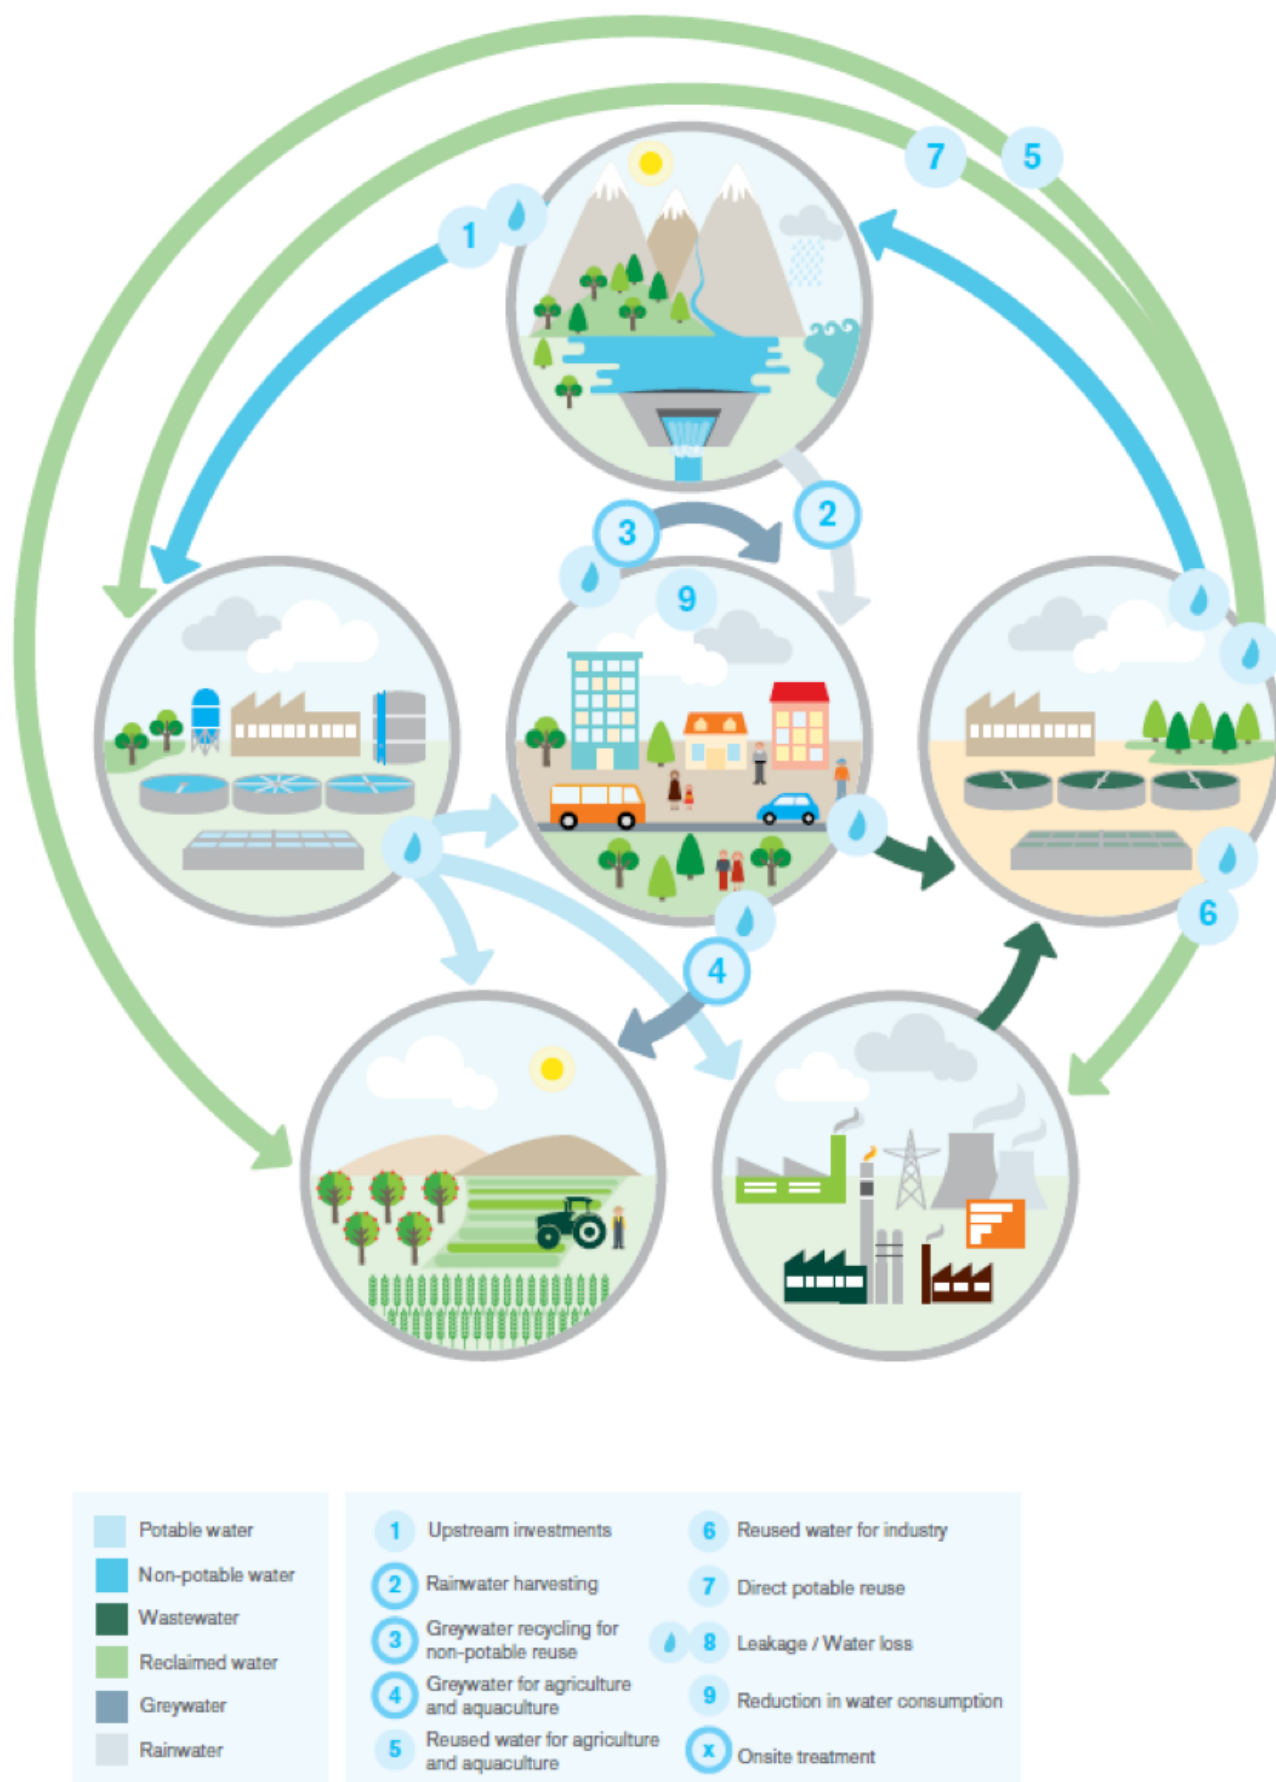 7
5
1
2
3
9
6
4
Potable water
Non-potable water
Wastewater
Reclaimed water
Greywater
Rainwater
1 Upstream investments
2 Rainwater harvesting
3 Greywater recycling for
non-potable reuse
4 Greywater for agriculture
and aquaculture
5 Reused water for agriculture
and aquaculture
6 Reused water for industry
7 Direct potable reuse
8 Leakage / Water loss
9 Reduction in water consumption
x Onsite treatment